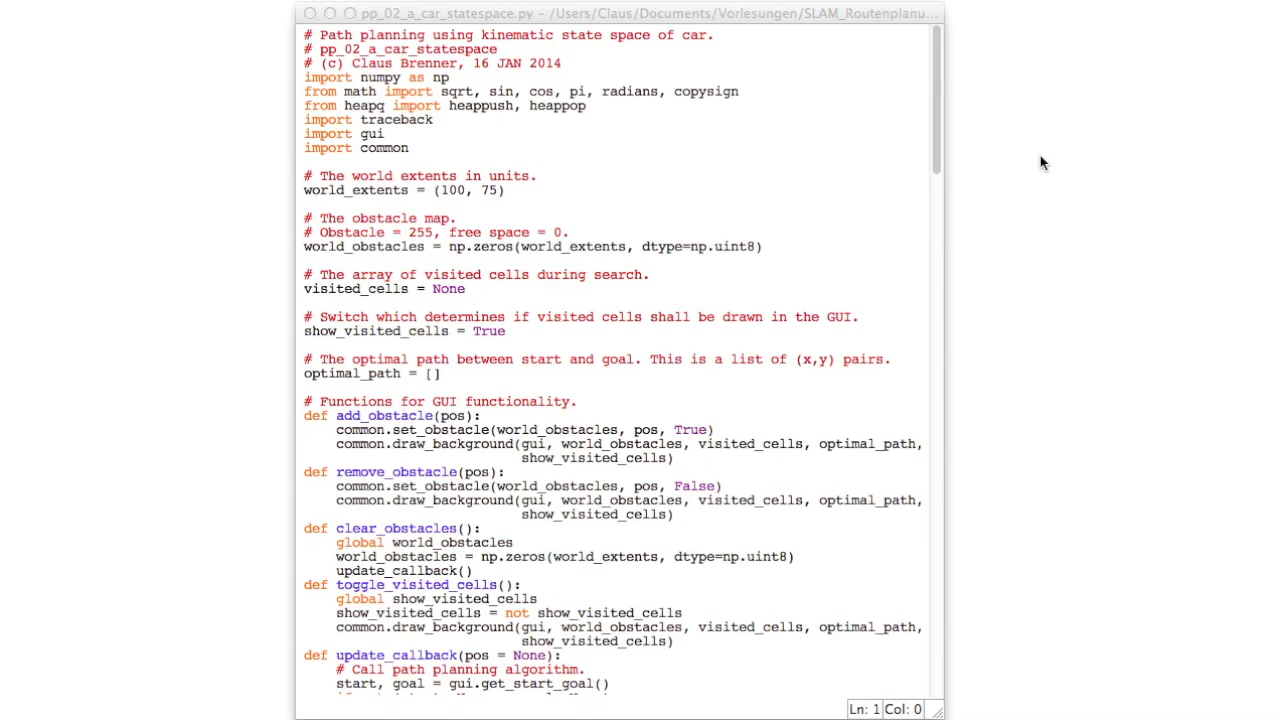 pp_02_a_car_statespace.py – /Users/Claus/Documents/Vorlesungen/SLAM_Routenplanu...
# Path planning using kinematic state space of car.
# pp_02_a_car_statespace
# (c) Claus Brenner, 16 JAN 2014
import numpy as np
from math import sqrt, sin, cos, pi, radians, copysign
from heapq import heappush, heappop
import traceback
import gui
import common

# The world extents in units.
world_extents = (100, 75)

# The obstacle map.
# Obstacle = 255, free space = 0.
world_obstacles = np.zeros(world_extents, dtype=np.uint8)

# The array of visited cells during search.
visited_cells = None

# Switch which determines if visited cells shall be drawn in the GUI.
show_visited_cells = True

# The optimal path between start and goal. This is a list of (x,y) pairs.
optimal_path = []

# Functions for GUI functionality.
def add_obstacle(pos):
    common.set_obstacle(world_obstacles, pos, True)
    common.draw_background(gui, world_obstacles, visited_cells, optimal_path,
                           show_visited_cells)
def remove_obstacle(pos):
    common.set_obstacle(world_obstacles, pos, False)
    common.draw_background(gui, world_obstacles, visited_cells, optimal_path,
                           show_visited_cells)
def clear_obstacles():
    global world_obstacles
    world_obstacles = np.zeros(world_extents, dtype=np.uint8)
    update_callback()
def toggle_visited_cells():
    global show_visited_cells
    show_visited_cells = not show_visited_cells
    common.draw_background(gui, world_obstacles, visited_cells, optimal_path,
                           show_visited_cells)
def update_callback(pos = None):
    # Call path planning algorithm.
    start, goal = gui.get_start_goal()
Ln: 1 Col: 0